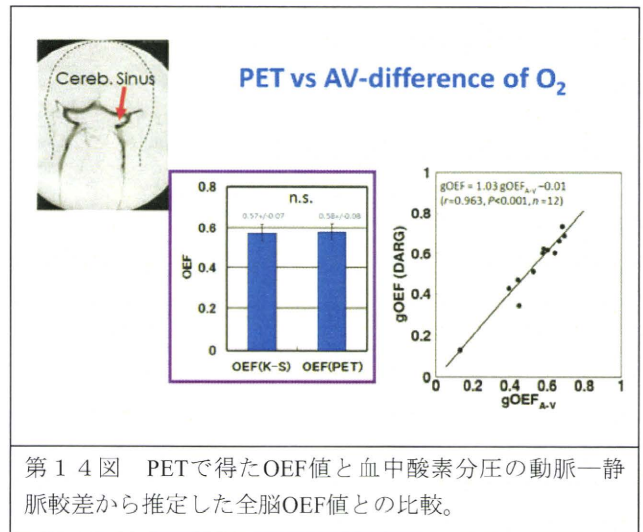 Cereb. Sinus
PET vs AV-difference of O₂
n.s.
0.57+/-0.07
0.58+/-0.08
OEF
0.8
0.6
0.4
0.2
0
OEF(K-S) OEF(PET)
gOEF = 1.03 gOEF_A-V −0.01
(r=0.963, P<0.001, n=12)
gOEF (DARG)
1
0.8
0.6
0.4
0.2
0
0 0.2 0.4 0.6 0.8 1
gOEF_A-V
第14図 PETで得たOEF値と血中酸素分圧の動脈―静
脈較差から推定した全脳OEF値との比較。